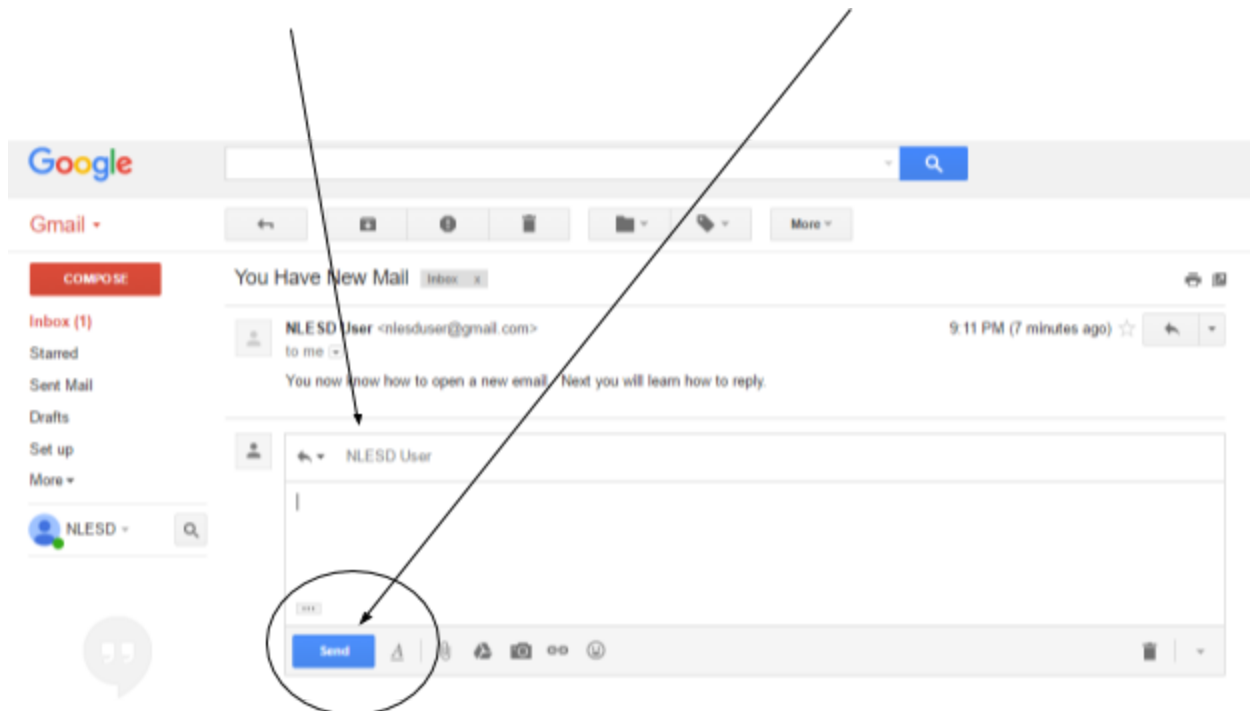 Google
Gmail
More
COMPOSE
You Have New Mail Inbox x
Inbox (1)
NLESD User <nlesduser@gmail.com> 9:11 PM (7 minutes ago)
Starred
to me
Sent Mail
You now know how to open a new email. Next you will learn how to reply.
Drafts
Set up
NLESD User
More
NLESD
Send A